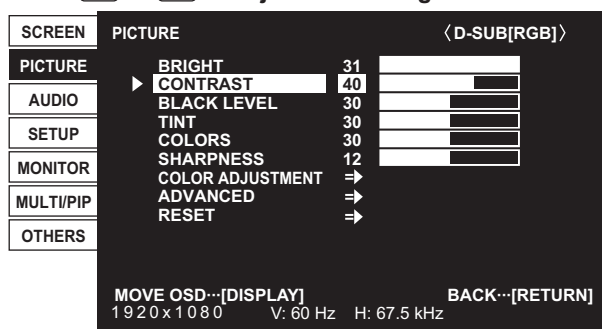 SCREEN
PICTURE
AUDIO
SETUP
MONITOR
MULTI/PIP
OTHERS
PICTURE 〈D-SUB[RGB]〉
BRIGHT 31
CONTRAST 40
BLACK LEVEL 30
TINT 30
COLORS 30
SHARPNESS 12
COLOR ADJUSTMENT
ADVANCED
RESET
MOVE OSD···[DISPLAY] BACK···[RETURN]
1920x1080 V: 60 Hz H: 67.5 kHz